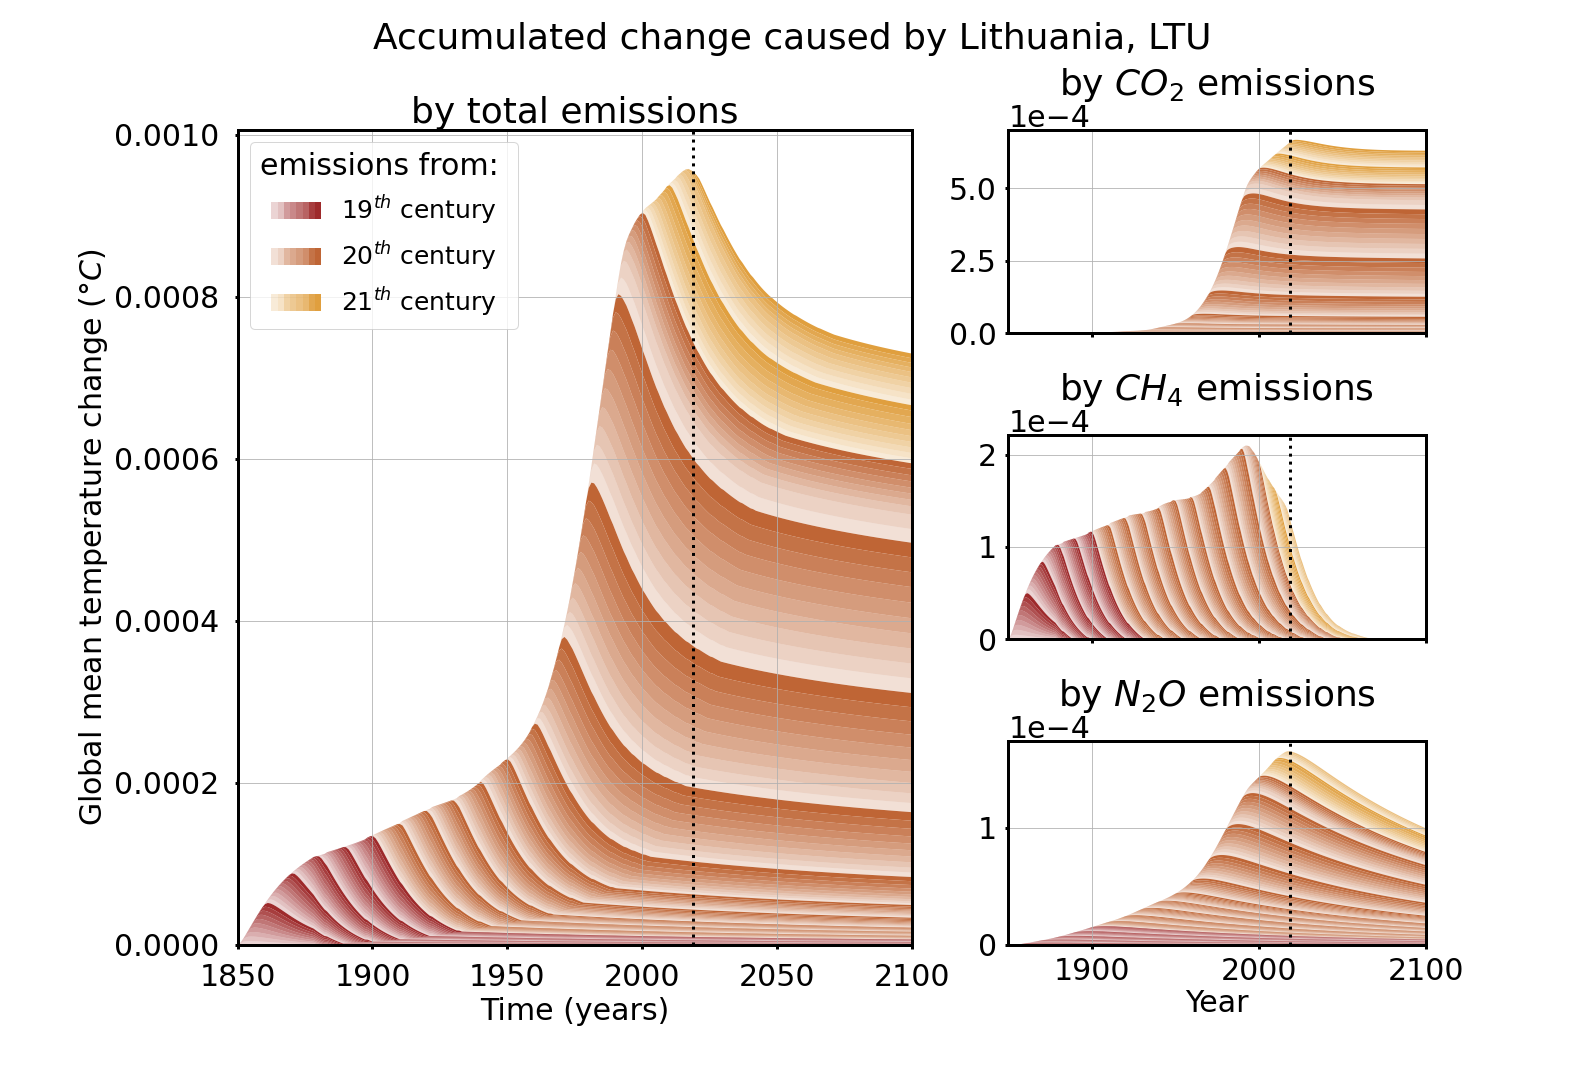 Accumulated change caused by Lithuania, LTU
by total emissions
0.0010
0.0008
0.0006
0.0004
0.0002
0.0000
Global mean temperature change (°C)
emissions from:
19th century
20th century
21th century
1850 1900 1950 2000 2050 2100
Time (years)
by CO2 emissions
1e−4
5.0
2.5
0.0
by CH4 emissions
1e−4
2
1
0
by N2O emissions
1e−4
1
0
1900 2000 2100
Year